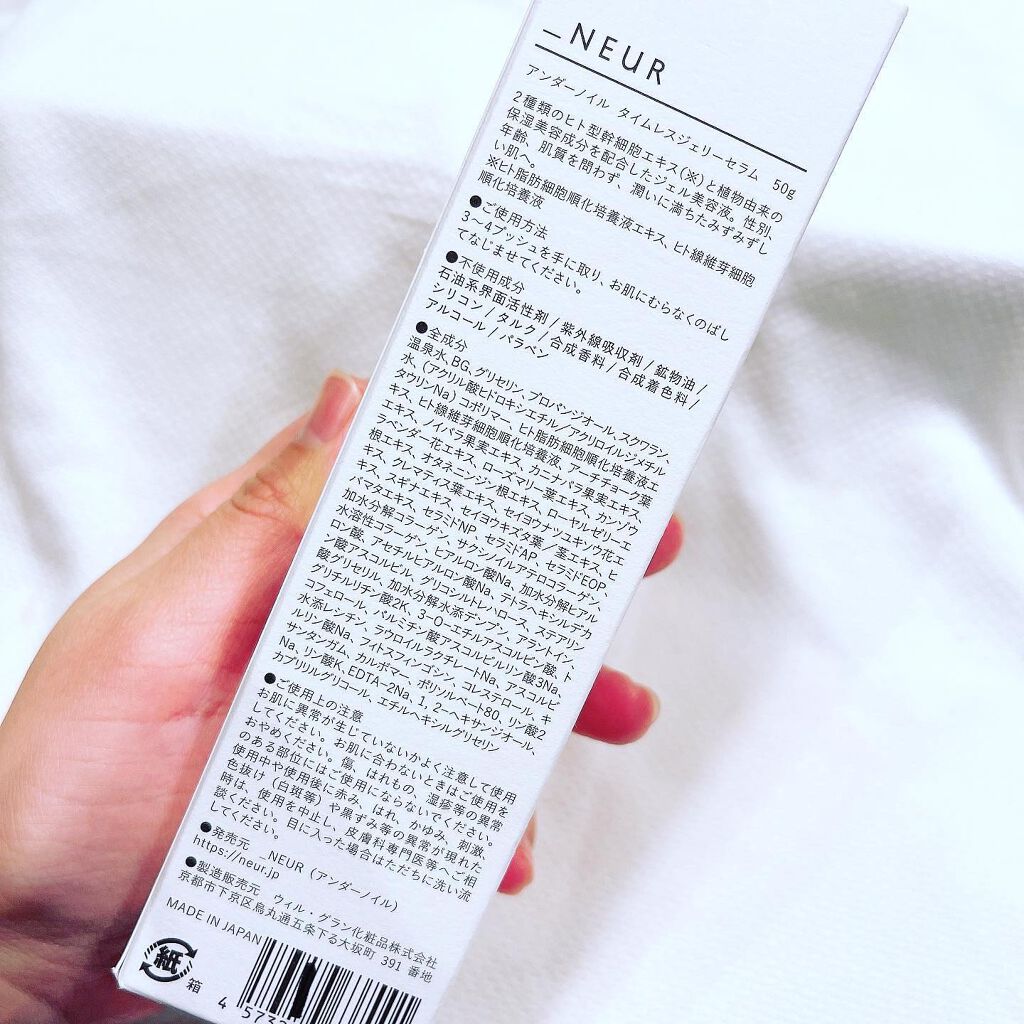 _NEUR
アンダーノイル タイムレスジェリーセラム 50g
2種類のヒト型幹細胞エキス(※)と植物由来の
保湿美容成分を配合したジェル美容液。性別、
年齢、肌質を問わず、潤いに満ちたみずみずし
い肌へ。
※ヒト脂肪細胞順化培養液エキス、ヒト線維芽細胞
順化培養液
●ご使用方法
3〜4プッシュを手に取り、お肌にむらなくのばし
てなじませてください。
●不使用成分
石油系界面活性剤/紫外線吸収剤/鉱物油/
シリコン/タルク/合成香料/合成着色料/
アルコール/パラベン
●全成分
温泉水、BG、グリセリン、プロパンジオール、スクワラン、
水、(アクリル酸ヒドロキシエチル/アクリロイルジメチル
タウリンNa)コポリマー、ヒト脂肪細胞順化培養液エ
キス、ヒト線維芽細胞順化培養液、アーチチョーク葉
エキス、ノイバラ果実エキス、カニナバラ果実エキス、
ラベンダー花エキス、ローズマリー葉エキス、カンゾウ
根エキス、オタネニンジン根エキス、ローヤルゼリーエ
キス、クレマティス葉エキス、セイヨウナツユキソウ花エ
キス、スギナエキス、セイヨウキズタ葉/茎エキス、ヒ
バマタエキス、セラミドNP、セラミドAP、セラミドEOP、
加水分解コラーゲン、サクシノイルアテロコラーゲン、
水溶性コラーゲン、ヒアルロン酸Na、加水分解ヒアル
ロン酸、アセチルヒアルロン酸Na、テトラヘキシルデカ
ン酸アスコルビル、グリコシルトレハロース、ステアリン
酸グリセリル、加水分解水添デンプン、アラントイン、
グリチルリチン酸2K、3-O-エチルアスコルビン酸、ト
コフェロール、パルミチン酸アスコルビルリン酸3Na、
水添レシチン、ラウロイルラクチレートNa、アスコルビ
ルリン酸Na、フィトスフィンゴシン、コレステロール、キ
サンタンガム、カルボマー、ポリソルベート80、リン酸2
Na、リン酸K、EDTA-2Na、1,2-ヘキサンジオール、
カプリリルグリコール、エチルヘキシルグリセリン
●ご使用上の注意
お肌に異常が生じていないかよく注意して使用
してください。お肌に合わないときはご使用を
おやめください。傷、はれもの、湿疹等の異常
のある部位にはご使用にならないでください。
使用中や使用後に赤み、はれ、かゆみ、刺激、
色抜け(白斑等)や黒ずみ等の異常が現れた
時は、使用を中止し、皮膚科専門医等へご相
談ください。目に入った場合はただちに洗い流
してください。
●発売元 _NEUR(アンダーノイル)
https://neur.jp
●製造販売元 ウィル・グラン化粧品株式会社
京都市下京区烏丸通五条下る大坂町 391 番地
MADE IN JAPAN
紙
箱
4 573